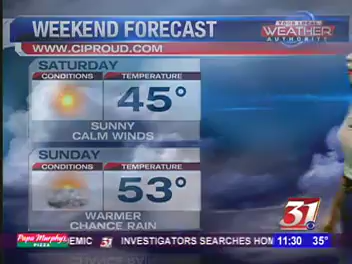 WEEKEND FORECAST
WWW.CIPROUD.COM
YOUR LOCAL
WEATHER
AUTHORITY
SATURDAY
CONDITIONS TEMPERATURE
45°
SUNNY
CALM WINDS
SUNDAY
CONDITIONS TEMPERATURE
53°
WARMER
CHANCE RAIN
31
Papa Murphy's
PIZZA
EMIC 31 INVESTIGATORS SEARCHES HOM 11:30 35°